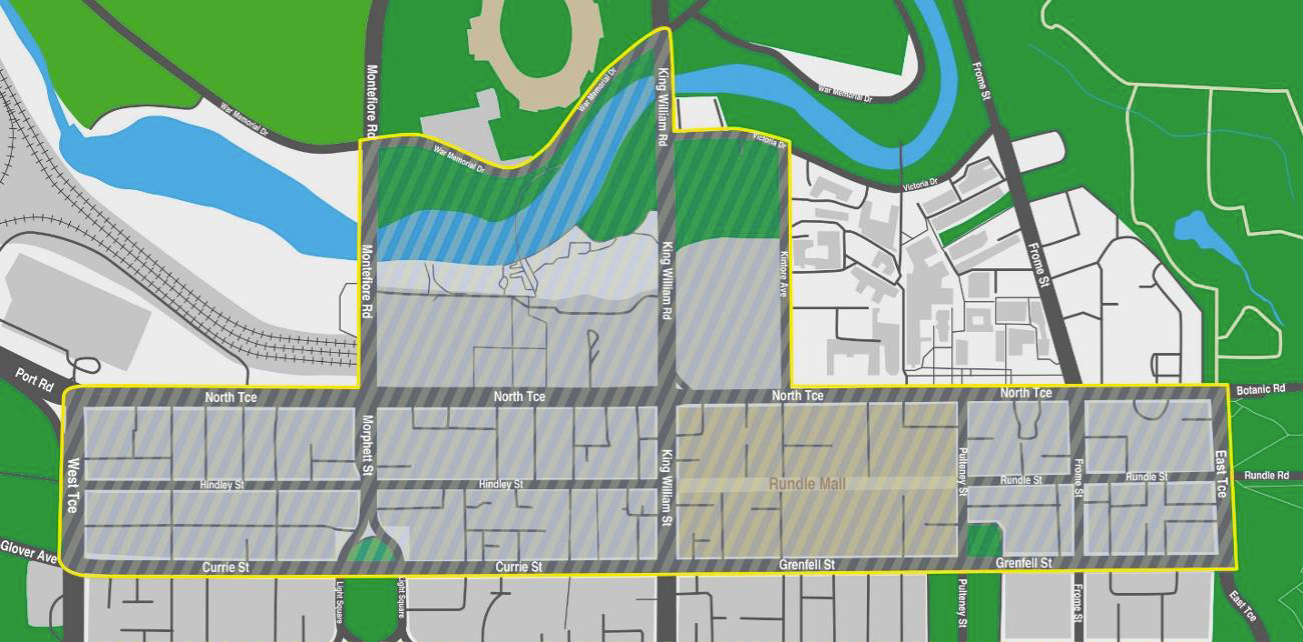 Montefiore Rd
War Memorial Dr
War Memorial Dr
King William Rd
War Memorial Dr
Frome St
War Memorial Dr
Victoria Dr
Victoria Dr
Montefiore Rd
King William Rd
Kintore Ave
Frome St
Port Rd
North Tce
North Tce
North Tce
North Tce
Botanic Rd
West Tce
Morphett St
King William St
Pulteney St
Frome St
East Tce
Hindley St
Hindley St
Rundle Mall
Rundle St
Rundle St
Rundle Rd
Glover Ave
Currie St
Currie St
Grenfell St
Grenfell St
Light Square
Light Square
Pulteney St
Frome St
East Tce